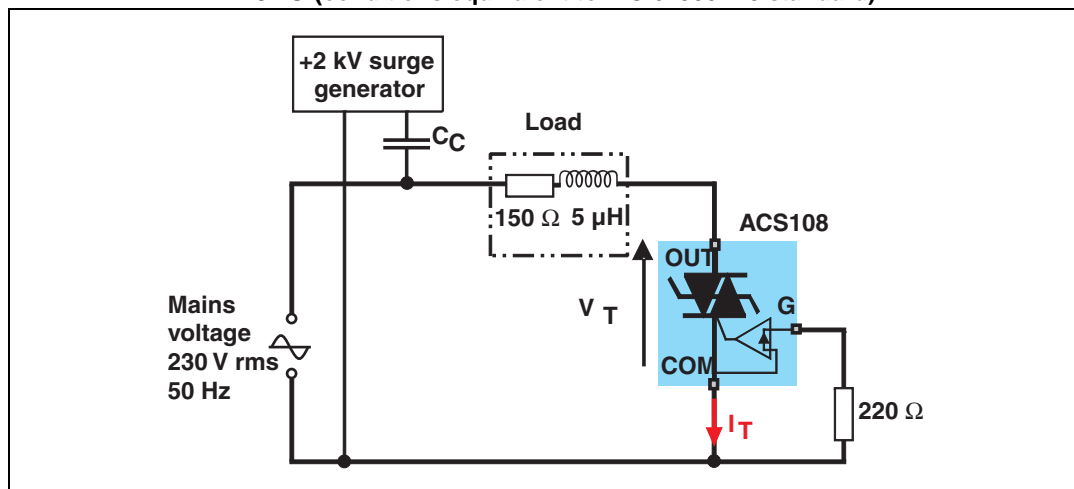 +2 kV surge
generator
C C
Load
150 Ω 5 µH
ACS108
OUT
V T
G
COM
Mains
voltage
230 V rms
50 Hz
I T
220 Ω